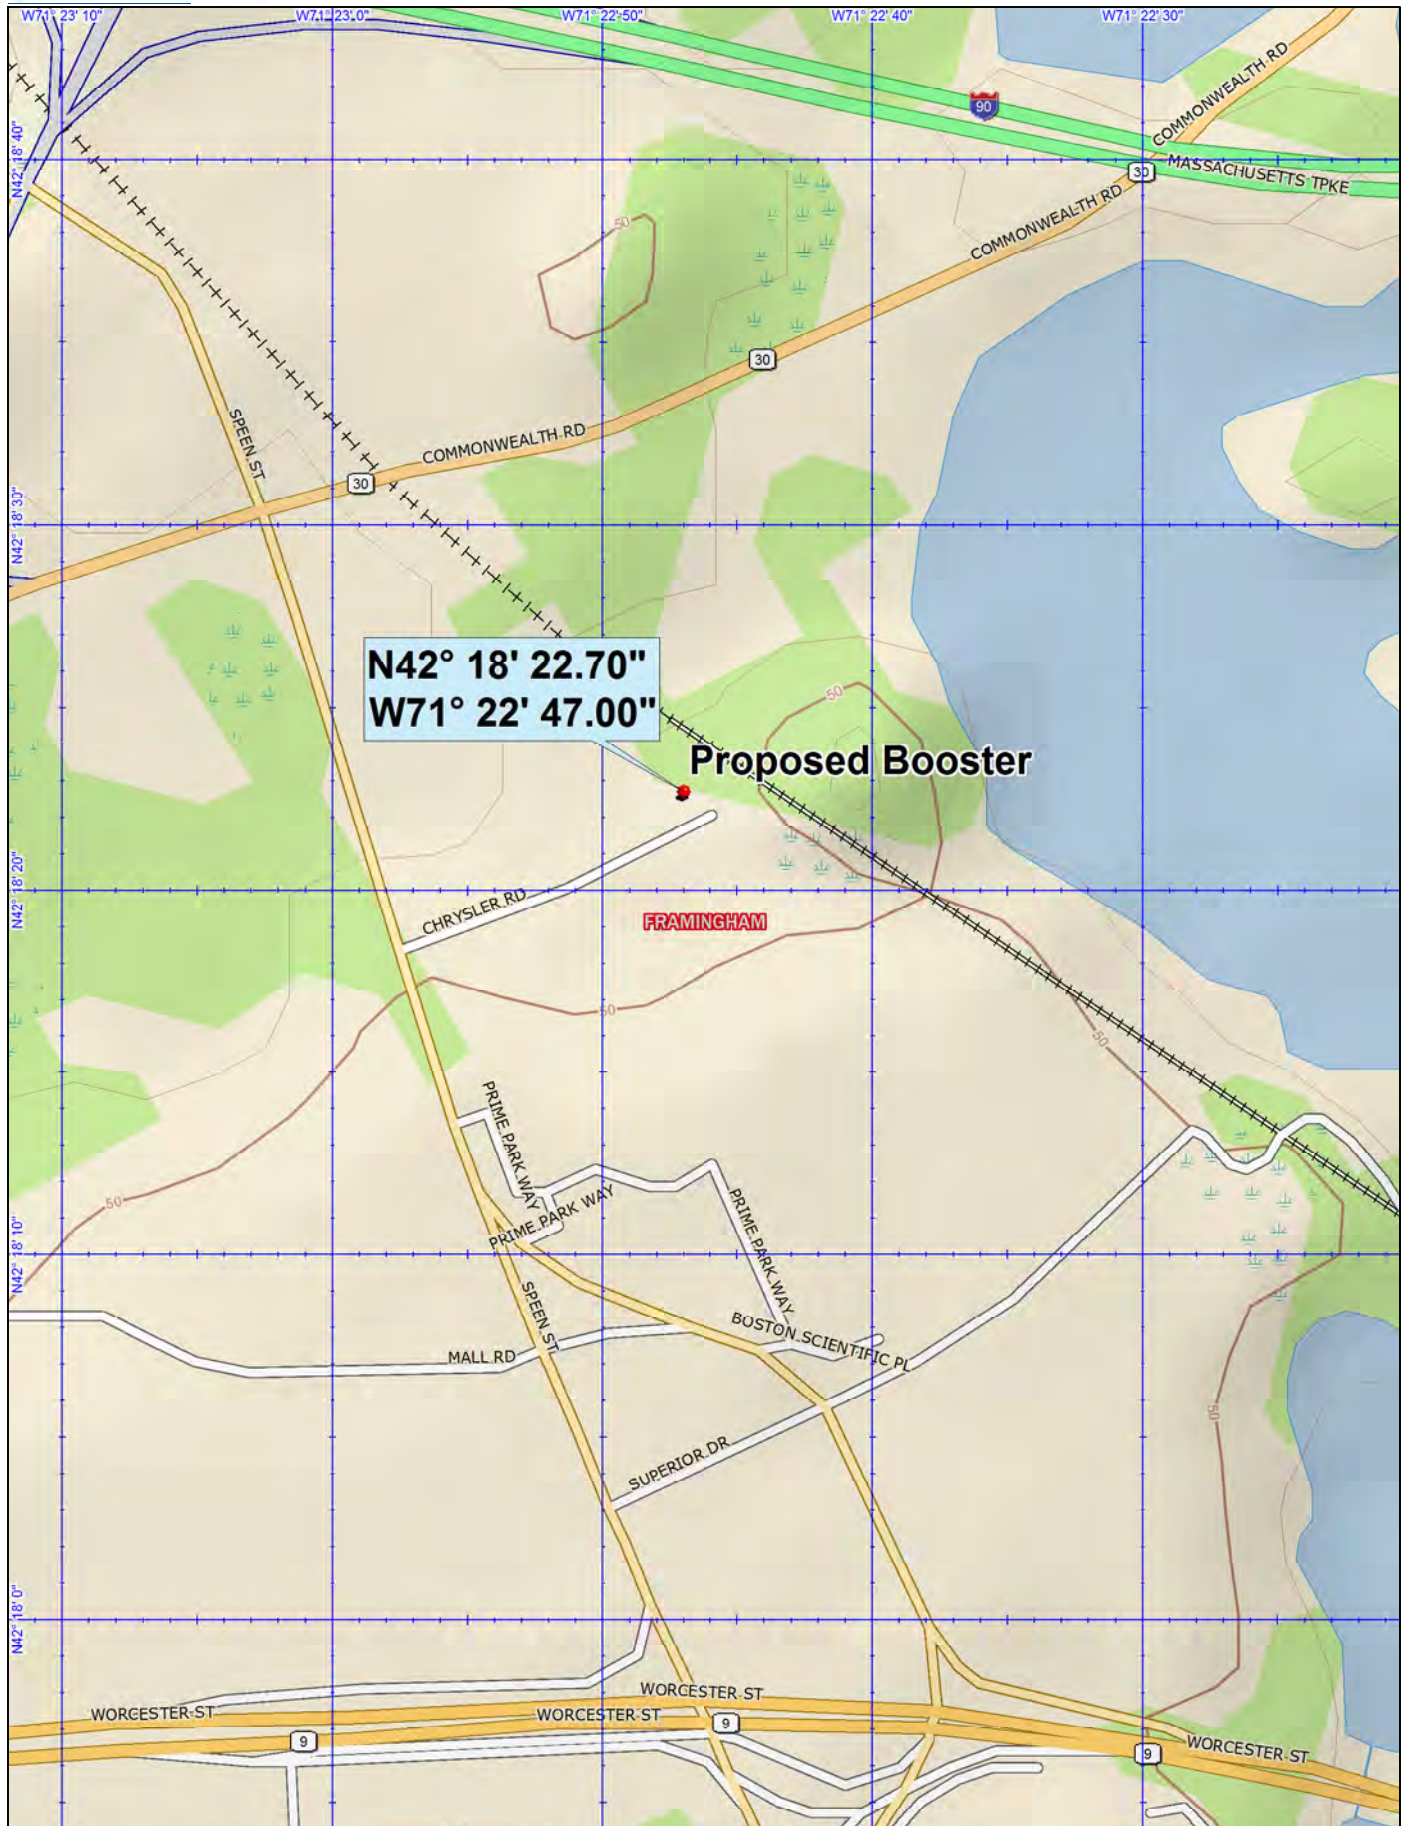 W71° 23' 10"
W71° 23' 0"
W71° 22' 50"
W71° 22' 40"
W71° 22' 30"
COMMONWEALTH RD
90
N42° 18' 40"
30
MASSACHUSETTS TPKE
COMMONWEALTH RD
50
30
SPEEN ST
COMMONWEALTH RD
30
N42° 18' 30"
N42° 18' 22.70"
W71° 22' 47.00"
50
Proposed Booster
N42° 18' 20"
CHRYSLER RD
FRAMINGHAM
50
50
PRIME PARK WAY
50
PRIME PARK WAY
PRIME PARK WAY
N42° 18' 10"
SPEEN ST
BOSTON SCIENTIFIC PL
MALL RD
50
SUPERIOR DR
N42° 18' 0"
WORCESTER ST
WORCESTER ST
WORCESTER ST
9
9
9
WORCESTER ST